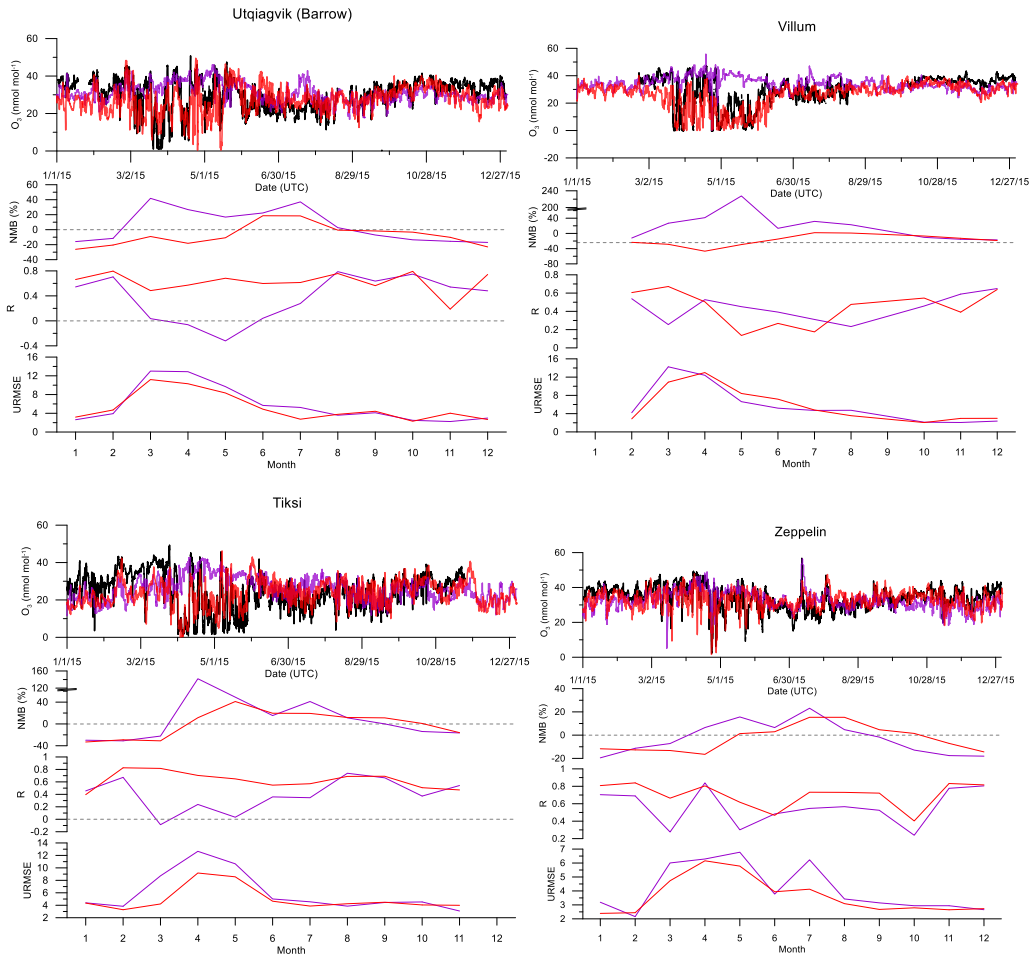 Utqiagvik (Barrow)
O3 (nmol mol-1)
60
40
20
0
1/1/15 3/2/15 5/1/15 6/30/15 8/29/15 10/28/15 12/27/15
Date (UTC)
NMB (%)
60
40
20
0
-20
-40
R
0.8
0.4
0
-0.4
URMSE
16
12
8
4
0
1 2 3 4 5 6 7 8 9 10 11 12
Month
Villum
O3 (nmol mol-1)
60
40
20
0
-20
1/1/15 3/2/15 5/1/15 6/30/15 8/29/15 10/28/15 12/27/15
Date (UTC)
NMB (%)
240
200
40
-40
-80
R
0.8
0.6
0.4
0.2
0
URMSE
16
12
8
4
0
1 2 3 4 5 6 7 8 9 10 11 12
Month
Tiksi
O3 (nmol mol-1)
60
40
20
0
1/1/15 3/2/15 5/1/15 6/30/15 8/29/15 10/28/15 12/27/15
Date (UTC)
NMB (%)
160
120
40
0
-40
R
1
0.8
0.6
0.4
0.2
0
-0.2
URMSE
14
12
10
8
6
4
2
1 2 3 4 5 6 7 8 9 10 11 12
Month
Zeppelin
O3 (nmol mol-1)
60
40
20
0
1/1/15 3/2/15 5/1/15 6/30/15 8/29/15 10/28/15 12/27/15
Date (UTC)
NMB (%)
40
20
0
-20
R
1
0.8
0.6
0.4
0.2
URMSE
7
6
5
4
3
2
1 2 3 4 5 6 7 8 9 10 11 12
Month